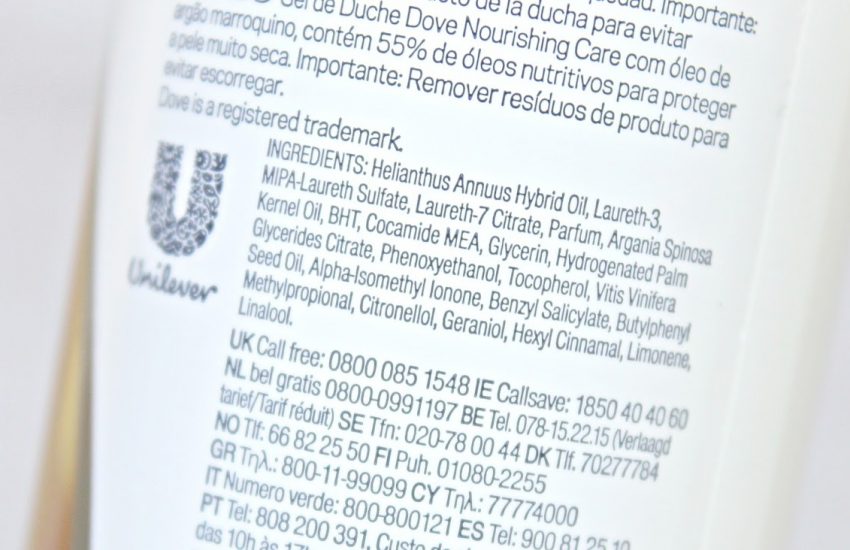 de la ducha para evitar
Importante:
Gel de Duche Dove Nourishing Care com óleo de
argão marroquino, contém 55% de óleos nutritivos para proteger
a pele muito seca. Importante: Remover resíduos de produto para
evitar escorregar.
Dove is a registered trademark.
Unilever
INGREDIENTS: Helianthus Annuus Hybrid Oil, Laureth-3,
MIPA-Laureth Sulfate, Laureth-7 Citrate, Parfum, Argania Spinosa
Kernel Oil, BHT, Cocamide MEA, Glycerin, Hydrogenated Palm
Glycerides Citrate, Phenoxyethanol, Tocopherol, Vitis Vinifera
Seed Oil, Alpha-Isomethyl Ionone, Benzyl Salicylate, Butylphenyl
Methylpropional, Citronellol, Geraniol, Hexyl Cinnamal, Limonene,
Linalool.
UK Call free: 0800 085 1548 IE Callsave: 1850 40 40 60
NL bel gratis 0800-0991197 BE Tel. 078-15.22.15 (Verlaagd
tarief/Tarif réduit) SE Tfn: 020-78 00 44 DK Tlf. 70277784
NO Tlf: 66 82 25 50 FI Puh. 01080-2255
GR Τηλ.: 800-11-99099 CY Τηλ.: 77774000
IT Numero verde: 800-800121 ES Tel: 900 81 25 10
PT Tel: 808 200 391. Custo
das 10h às